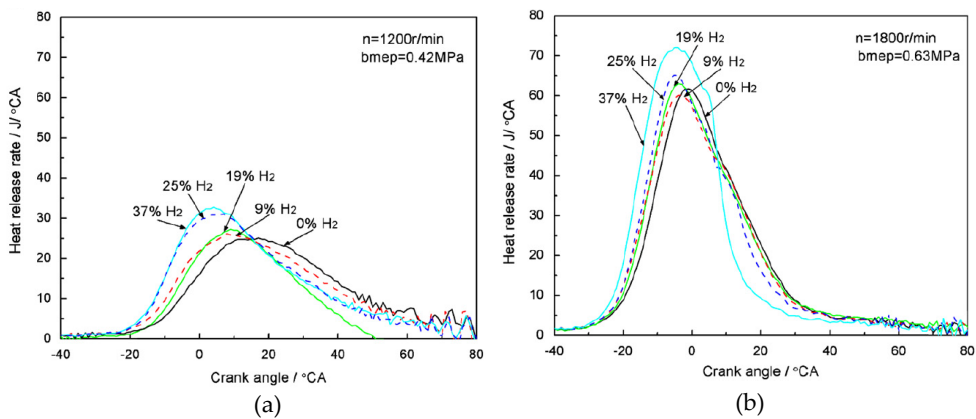 n=1200r/min
bmep=0.42MPa
19% H2
25% H2
9% H2
37% H2
0% H2
Heat release rate / J/ °CA
80
70
60
50
40
30
20
10
0
-40 -20 0 20 40 60 80
Crank angle / °CA
(a)
n=1800r/min
bmep=0.63MPa
19% H2
25% H2
9% H2
37% H2
0% H2
Heat release rate / J/ °CA
80
70
60
50
40
30
20
10
0
-40 -20 0 20 40 60 80
Crank angle / °CA
(b)